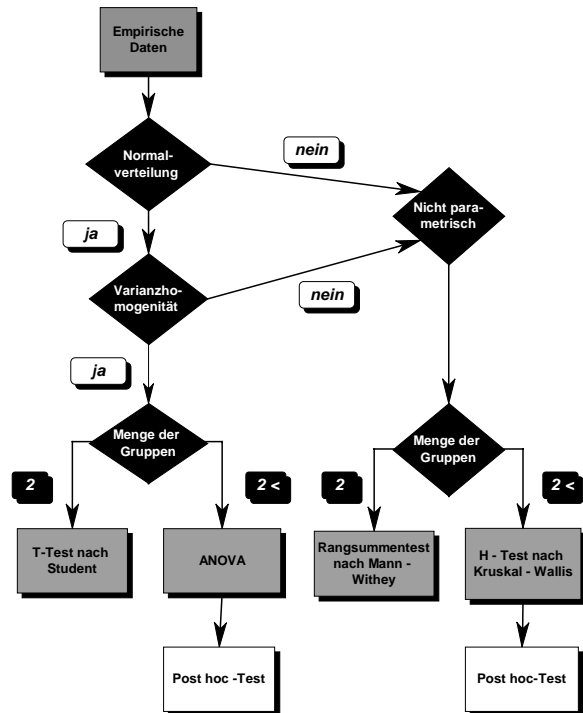 Empirische
Daten
Normal-
verteilung
nein
Nicht para-
metrisch
ja
Varianzho-
mogenität
nein
ja
Menge der
Gruppen
Menge der
Gruppen
2
2 <
2
2 <
T-Test nach
Student
ANOVA
Rangsummentest
nach Mann -
Withey
H - Test nach
Kruskal - Wallis
Post hoc -Test
Post hoc-Test